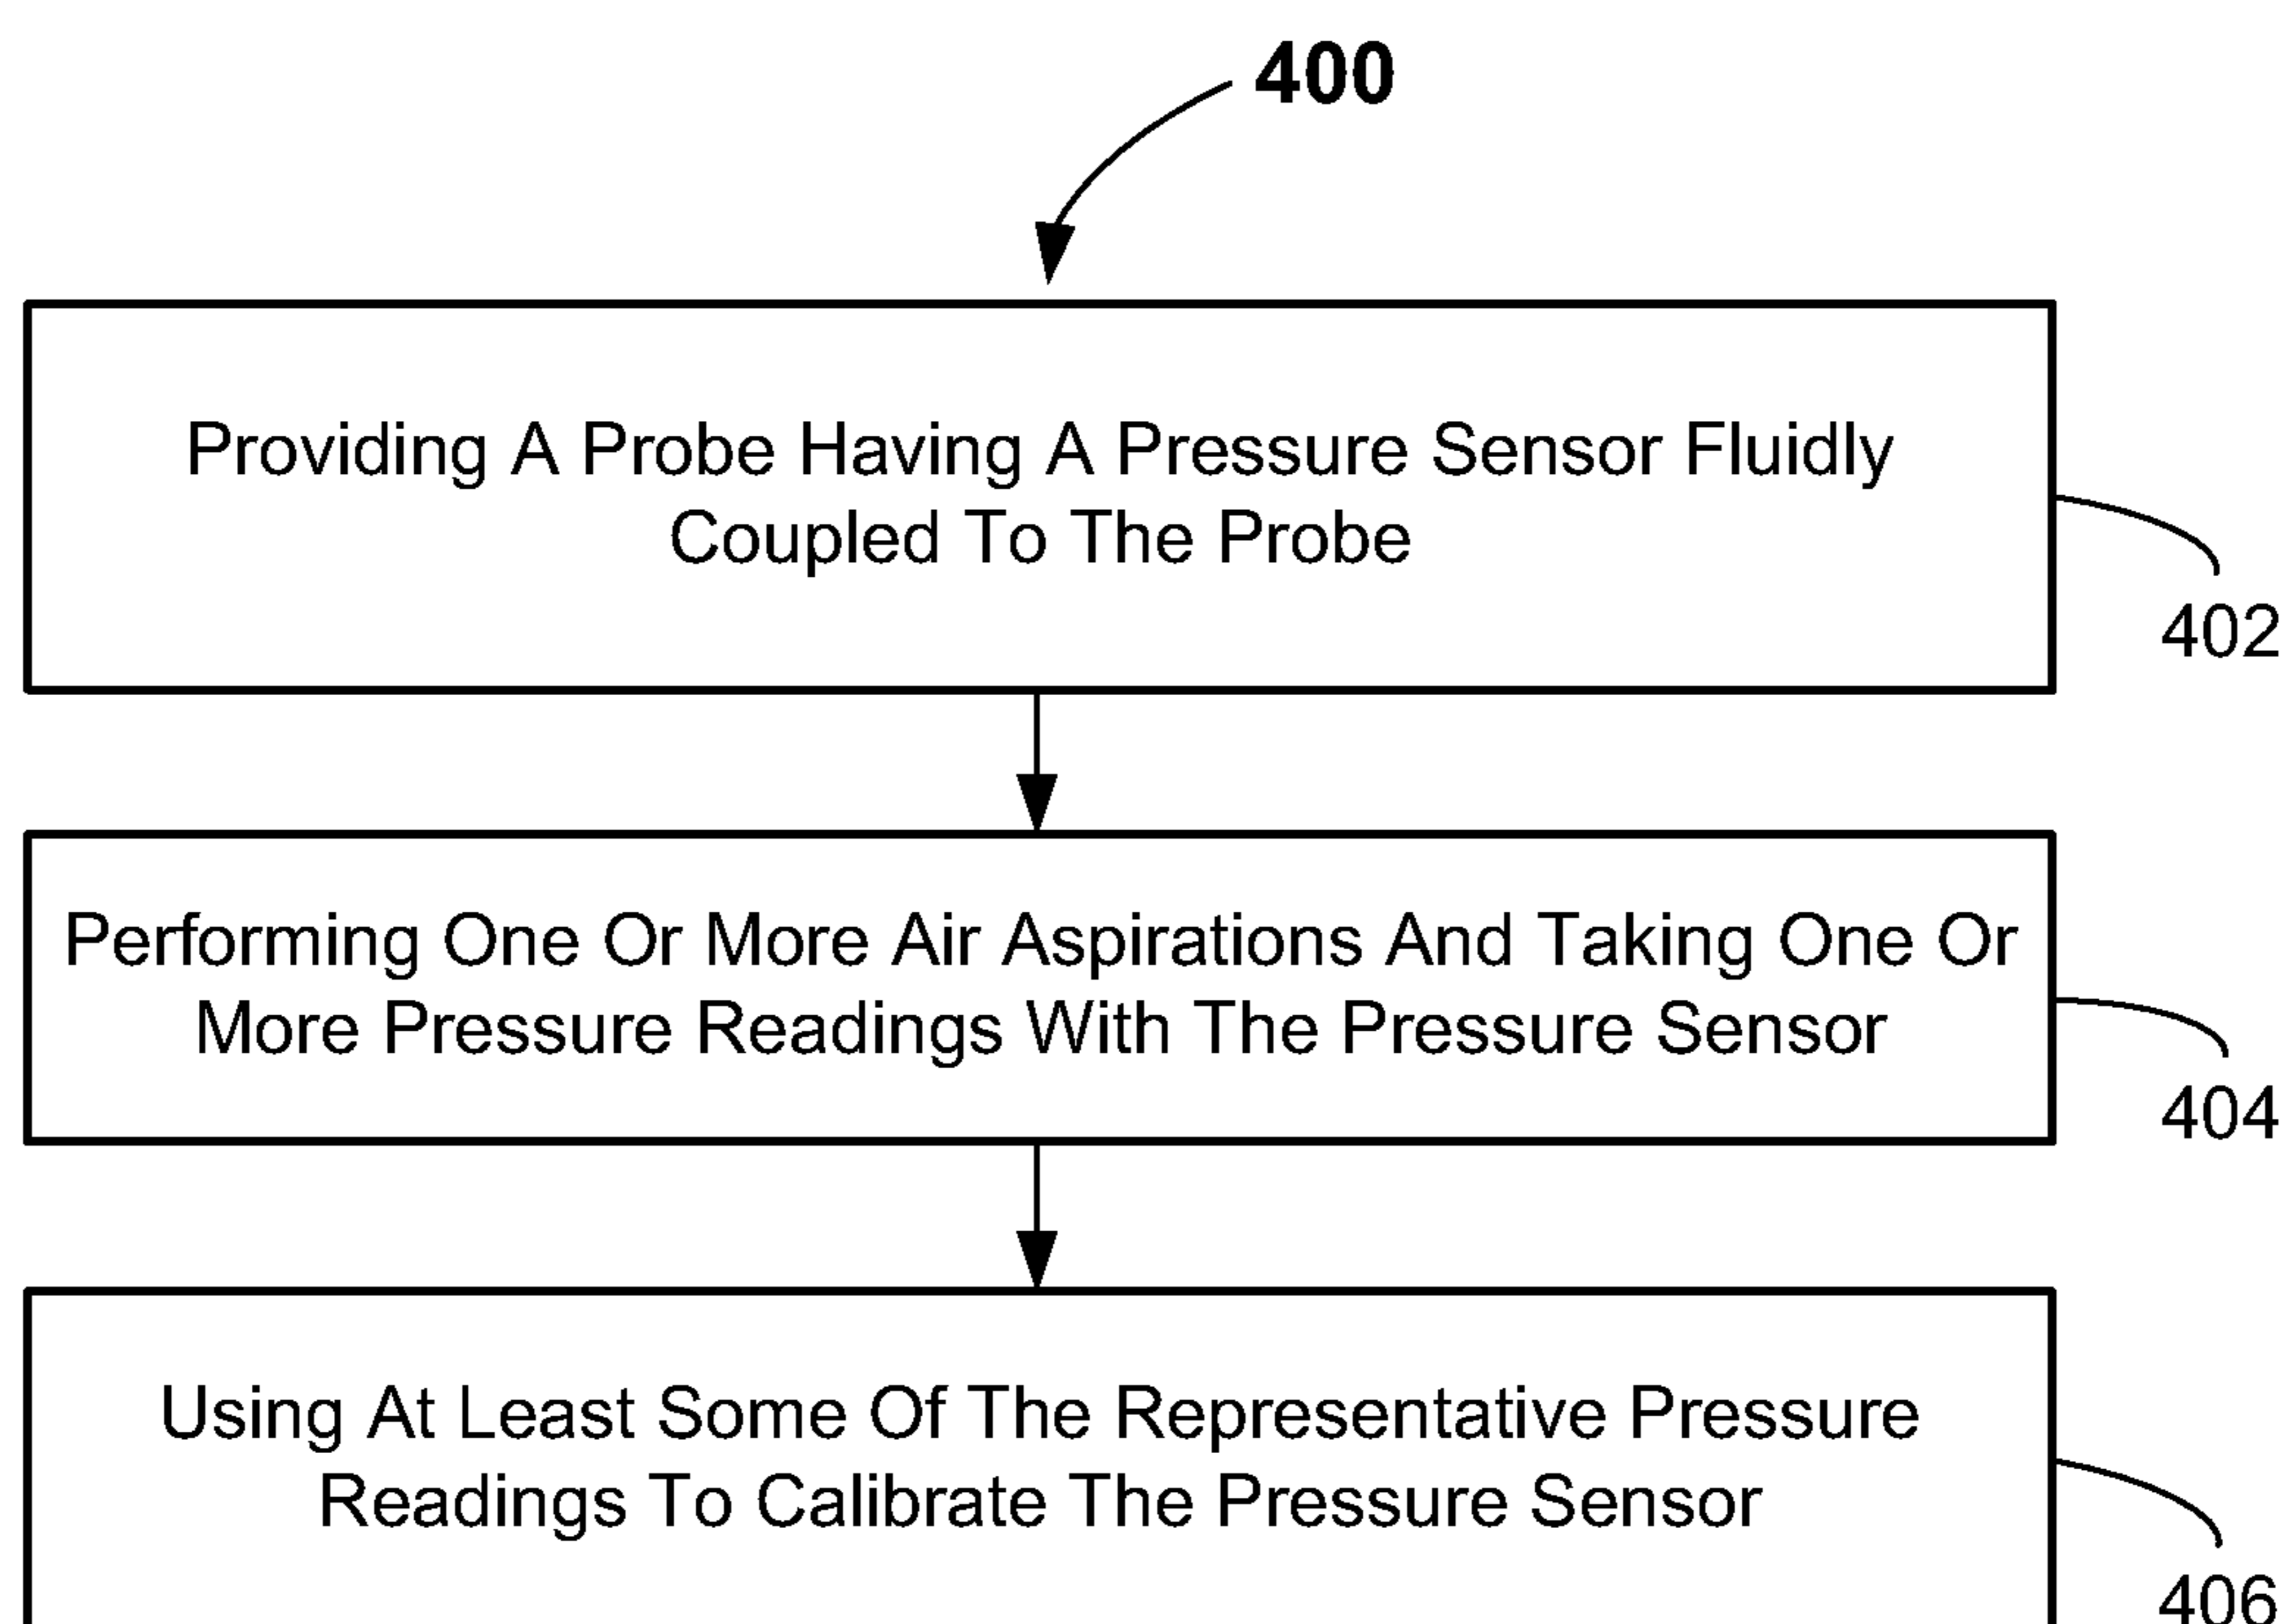 400
Providing A Probe Having A Pressure Sensor Fluidly
Coupled To The Probe
402
Performing One Or More Air Aspirations And Taking One Or
More Pressure Readings With The Pressure Sensor
404
Using At Least Some Of The Representative Pressure
Readings To Calibrate The Pressure Sensor
406